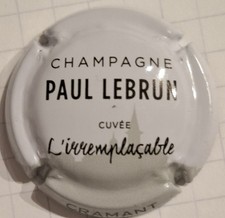 CHAMPAGNE
PAUL LEBRUN
CUVÉE
L'irremplaçable
CRAMANT